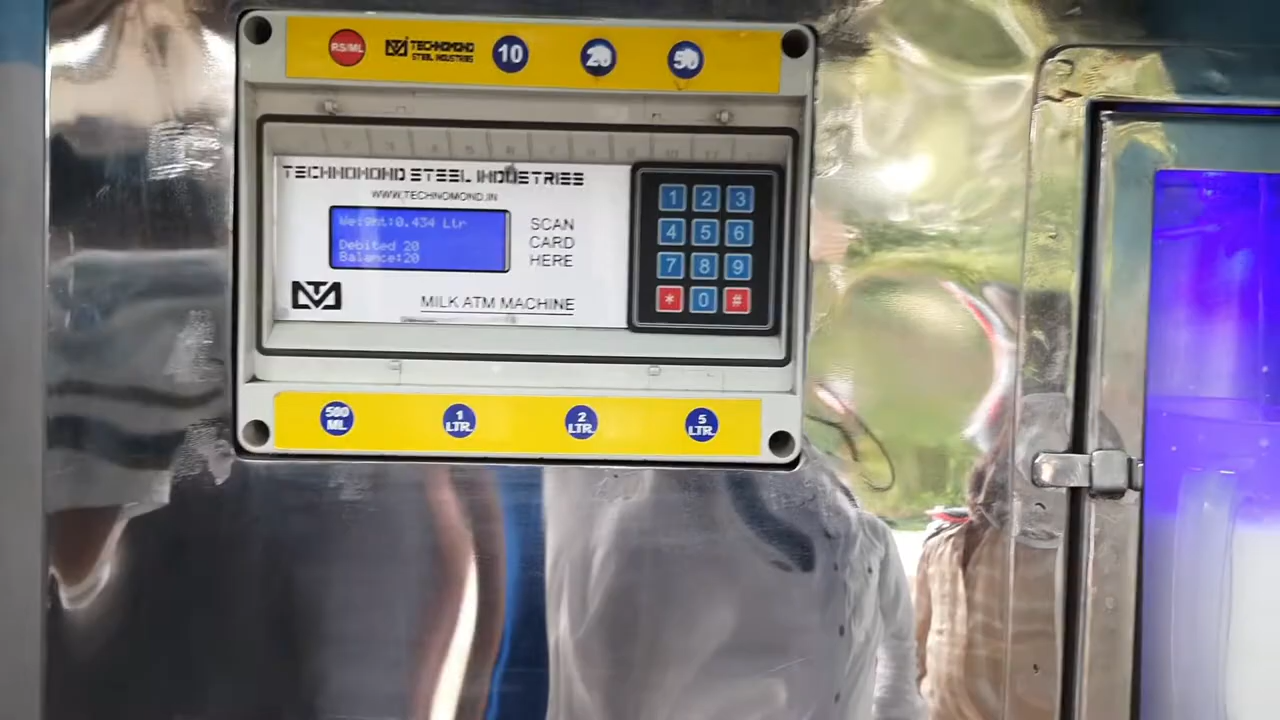 RS/ML
TECHNOMOND
STEEL INDUSTRIES
10
20
50
TECHNOMOND STEEL INDUSTRIES
WWW.TECHNOMOND.IN
Weight:0.434 Ltr
Debited 20
Balance:20
SCAN
CARD
HERE
MILK ATM MACHINE
1 2 3
4 5 6
7 8 9
* 0 #
500
ML
1
LTR.
2
LTR.
5
LTR.